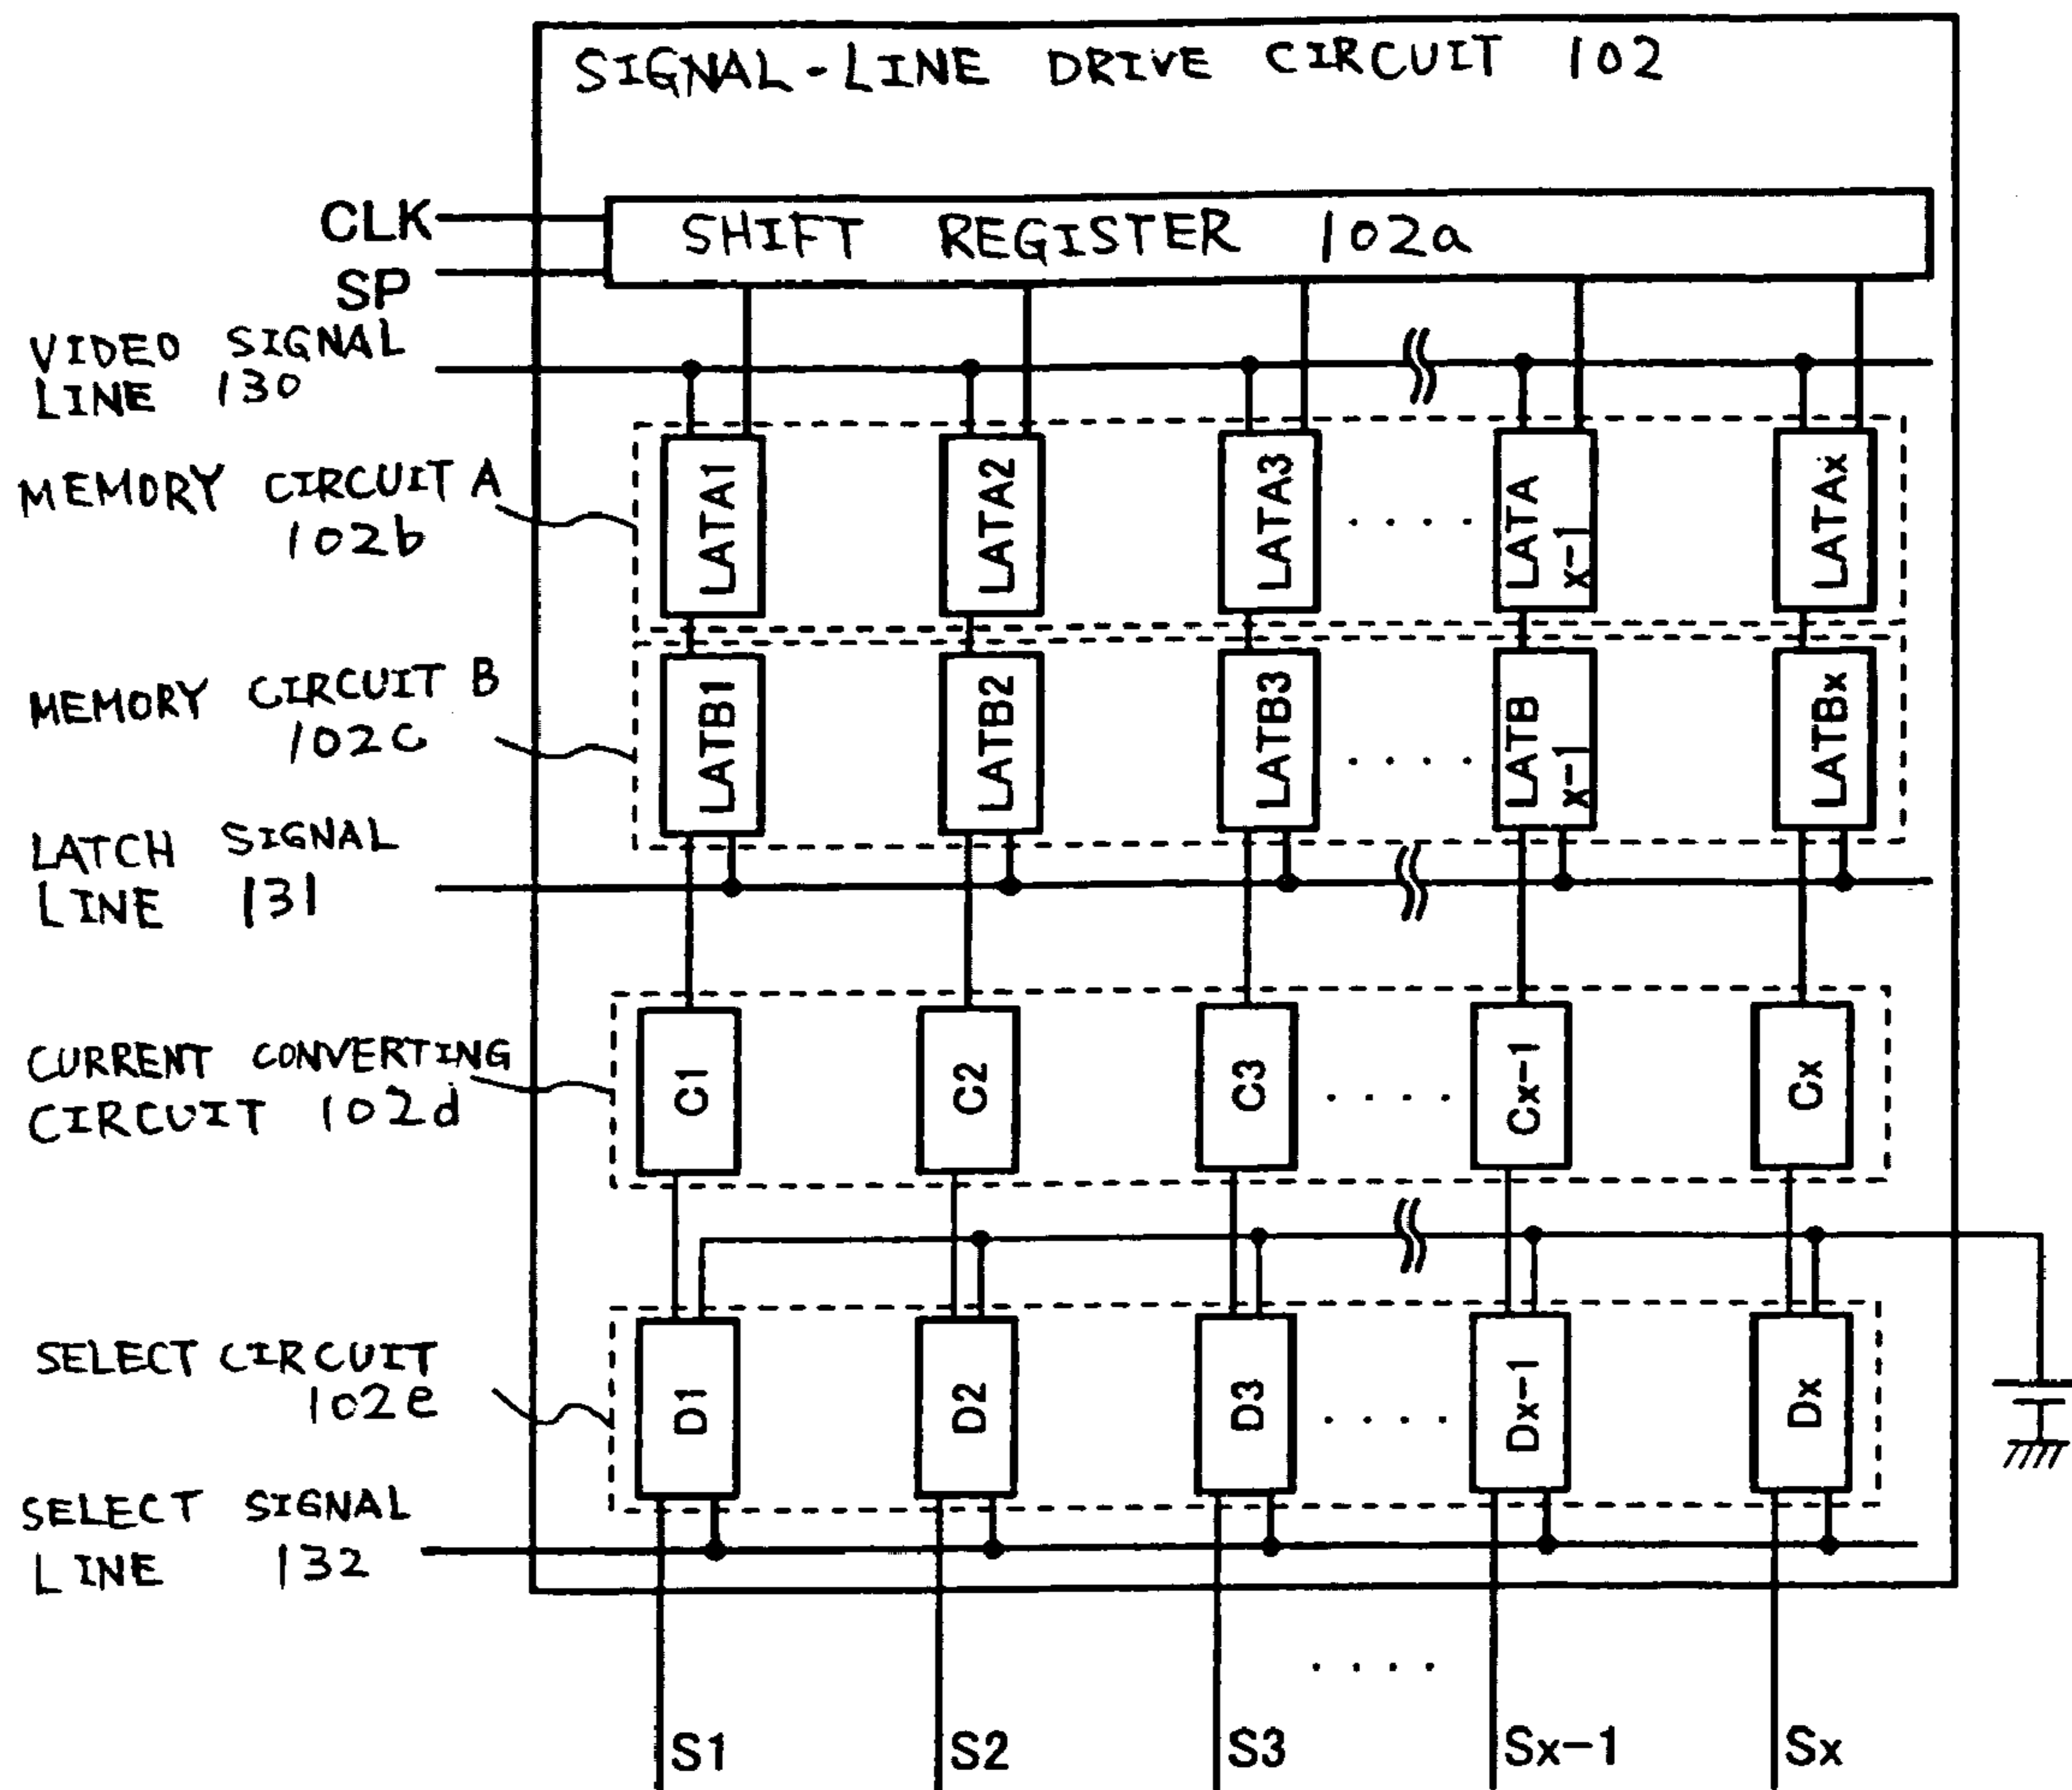 SIGNAL-LINE DRIVE CIRCUIT 102
CLK
SHIFT REGISTER 102a
SP
VIDEO SIGNAL
LINE 130
MEMORY CIRCUIT A
102b
LATA1
LATA2
LATA3
. . . .
LATA
x-1
LATAx
MEMORY CIRCUIT B
102c
LATB1
LATB2
LATB3
. . . .
LATB
x-1
LATBx
LATCH SIGNAL
LINE 131
CURRENT CONVERTING
CIRCUIT 102d
C1
C2
C3
. . . .
Cx-1
Cx
SELECT CIRCUIT
102e
D1
D2
D3
. . . .
Dx-1
Dx
SELECT SIGNAL
LINE 132
. . . .
S1
S2
S3
Sx-1
Sx